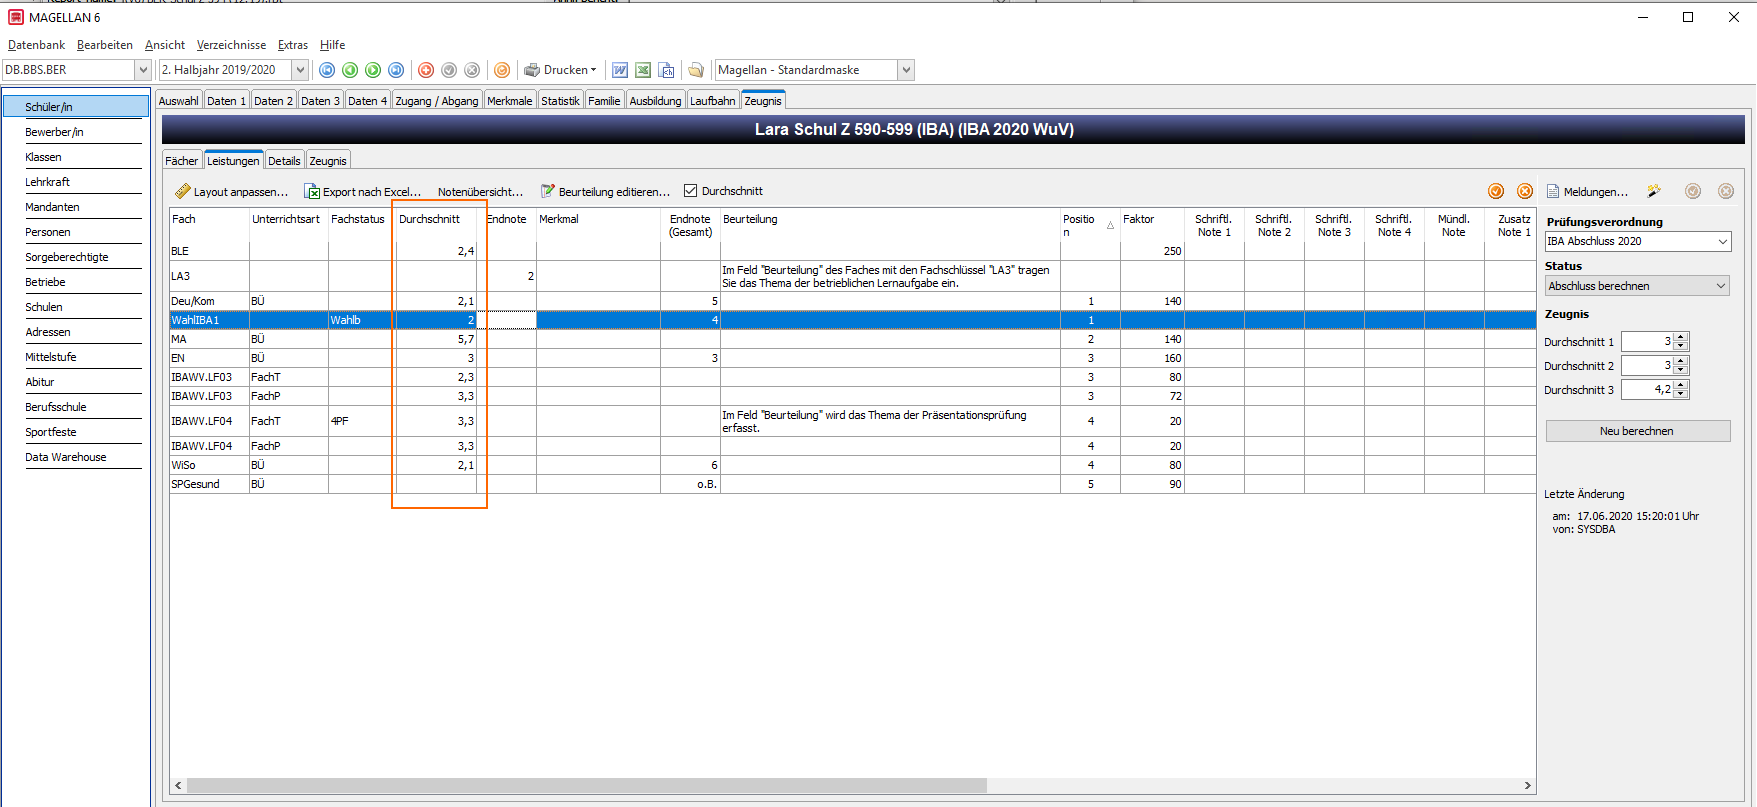 MAGELLAN 6
Datenbank Bearbeiten Ansicht Verzeichnisse Extras Hilfe
DB.BBS.BER 2. Halbjahr 2019/2020 Drucken Magellan - Standardmaske
Schüler/in
Bewerber/in
Klassen
Lehrkraft
Mandanten
Personen
Sorgeberechtigte
Betriebe
Schulen
Adressen
Mittelstufe
Abitur
Berufsschule
Sportfeste
Data Warehouse
Auswahl Daten 1 Daten 2 Daten 3 Daten 4 Zugang / Abgang Merkmale Statistik Familie Ausbildung Laufbahn Zeugnis
Lara Schul Z 590-599 (IBA) (IBA 2020 WuV)
Fächer Leistungen Details Zeugnis
Layout anpassen... Export nach Excel... Notenübersicht... Beurteilung editieren... Durchschnitt
Fach Unterrichtsart Fachstatus Durchschnitt Endnote Merkmal Endnote (Gesamt) Beurteilung Positio n Faktor Schriftl. Note 1 Schriftl. Note 2 Schriftl. Note 3 Schriftl. Note 4 Mündl. Note Zusatz Note 1
BLE 2,4 250
LA3 2 Im Feld "Beurteilung" des Faches mit den Fachschlüssel "LA3" tragen
Sie das Thema der betrieblichen Lernaufgabe ein.
Deu/Kom BÜ 2,1 5 1 140
WahlIBA1 Wahlb 2 4 1
MA BÜ 5,7 2 140
EN BÜ 3 3 3 160
IBAWV.LF03 FachT 2,3 3 80
IBAWV.LF03 FachP 3,3 3 72
IBAWV.LF04 FachT 4PF 3,3 Im Feld "Beurteilung" wird das Thema der Präsentationsprüfung 4 20
erfasst.
IBAWV.LF04 FachP 3,3 4 20
WiSo BÜ 2,1 6 4 80
SPGesund BÜ o.B. 5 90
Meldungen...
Prüfungsverordnung
IBA Abschluss 2020
Status
Abschluss berechnen
Zeugnis
Durchschnitt 1 3
Durchschnitt 2 3
Durchschnitt 3 4,2
Neu berechnen
Letzte Änderung
am: 17.06.2020 15:20:01 Uhr
von: SYSDBA